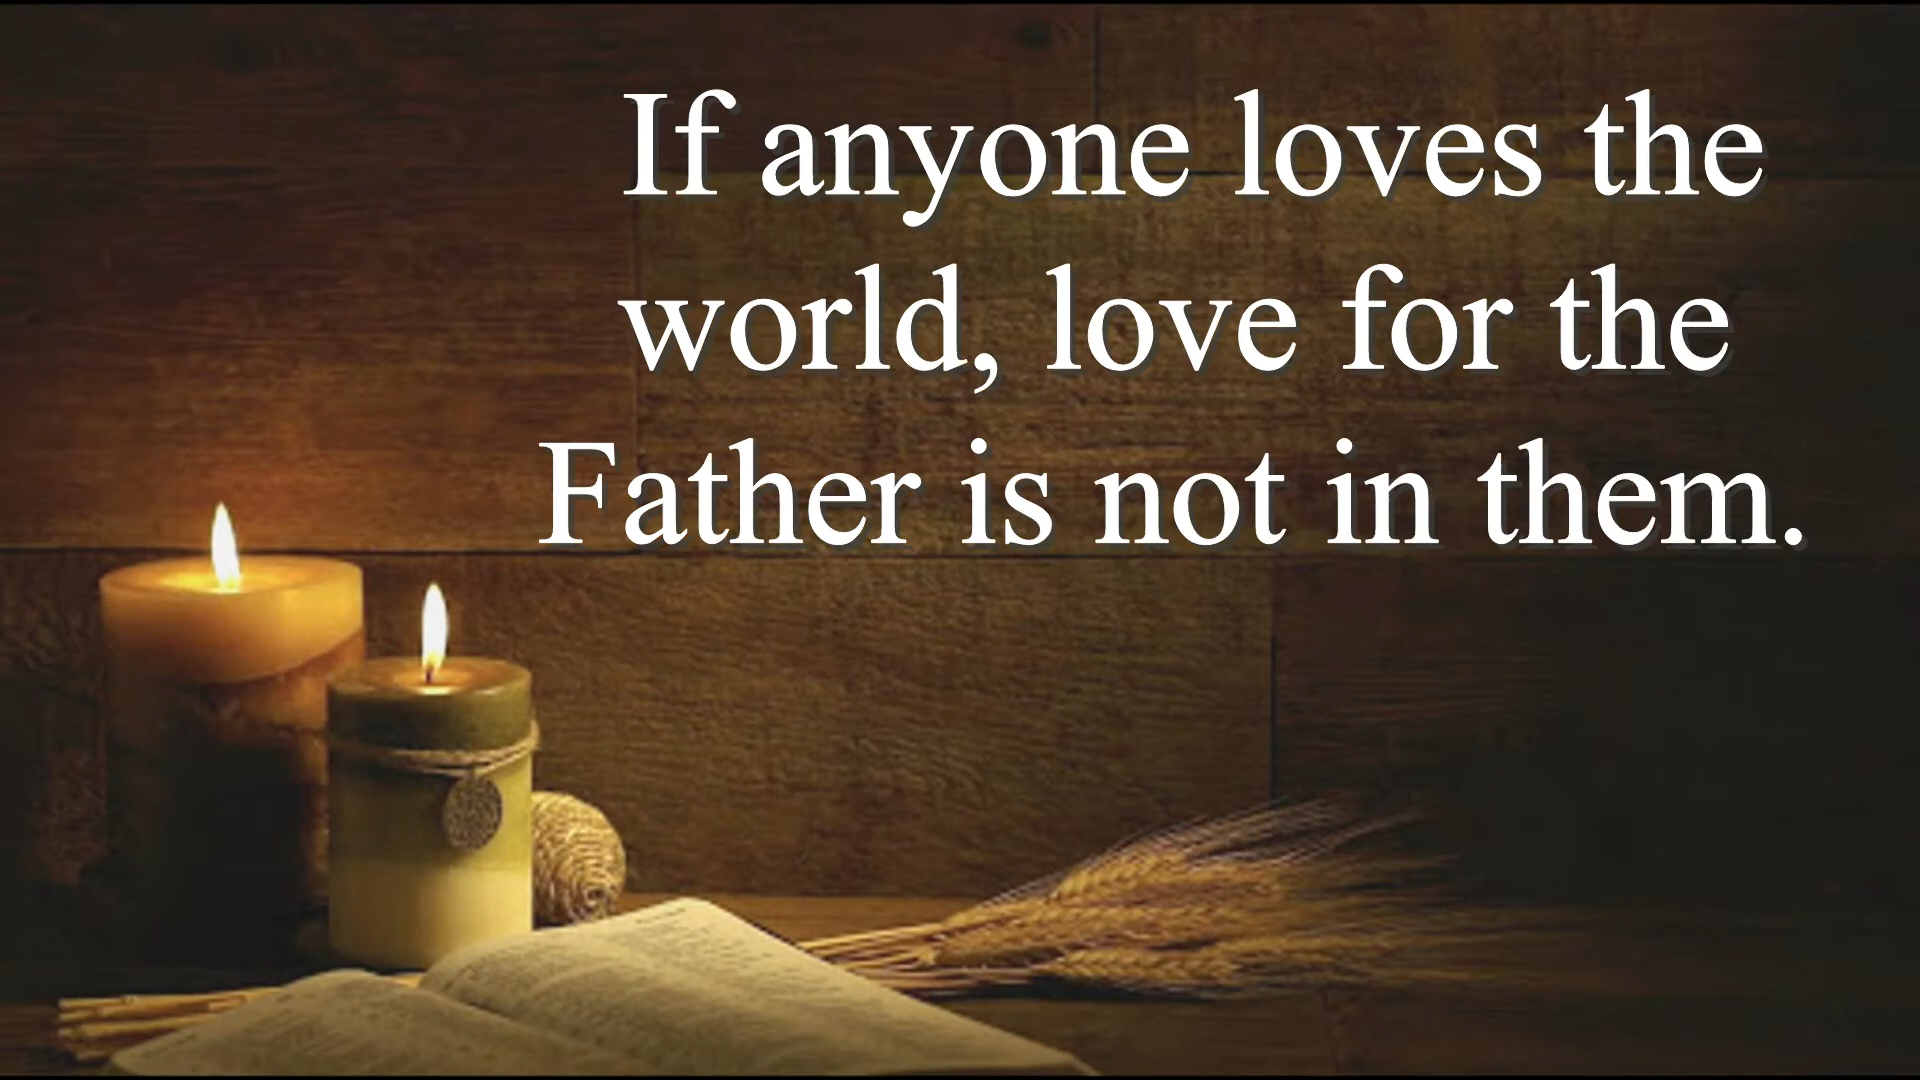 If anyone loves the
world, love for the
Father is not in them.